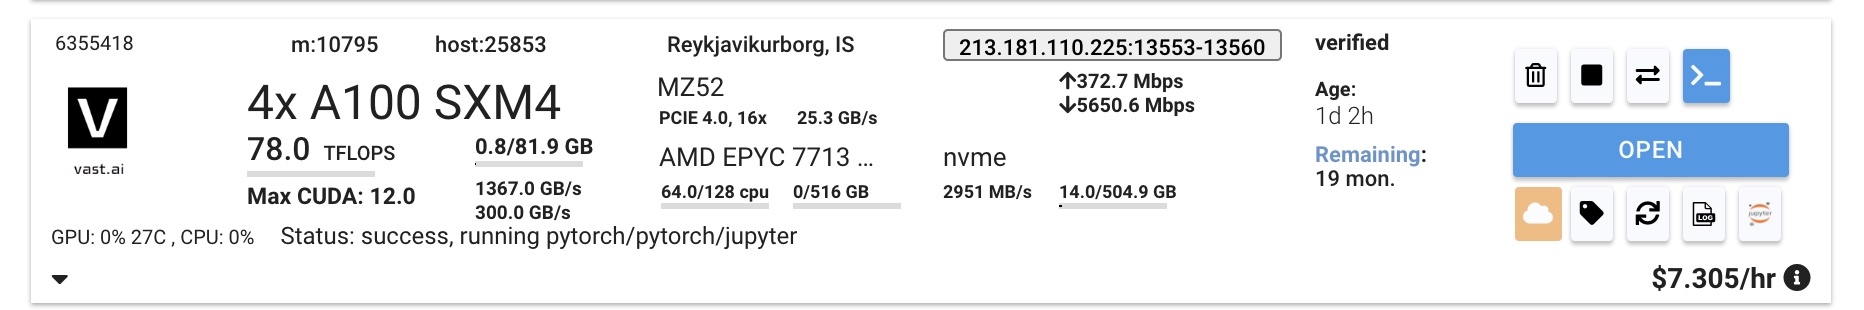 6355418
m:10795
host:25853
Reykjavikurborg, IS
213.181.110.225:13553-13560
verified
V
vast.ai
4x A100 SXM4
78.0 TFLOPS
0.8/81.9 GB
Max CUDA: 12.0
1367.0 GB/s
300.0 GB/s
MZ52
PCIE 4.0, 16x 25.3 GB/s
AMD EPYC 7713 ...
64.0/128 cpu 0/516 GB
↑372.7 Mbps
↓5650.6 Mbps
nvme
2951 MB/s 14.0/504.9 GB
Age:
1d 2h
Remaining:
19 mon.
>_
OPEN
LOG
jupyter
GPU: 0% 27C , CPU: 0% Status: success, running pytorch/pytorch/jupyter
$7.305/hr